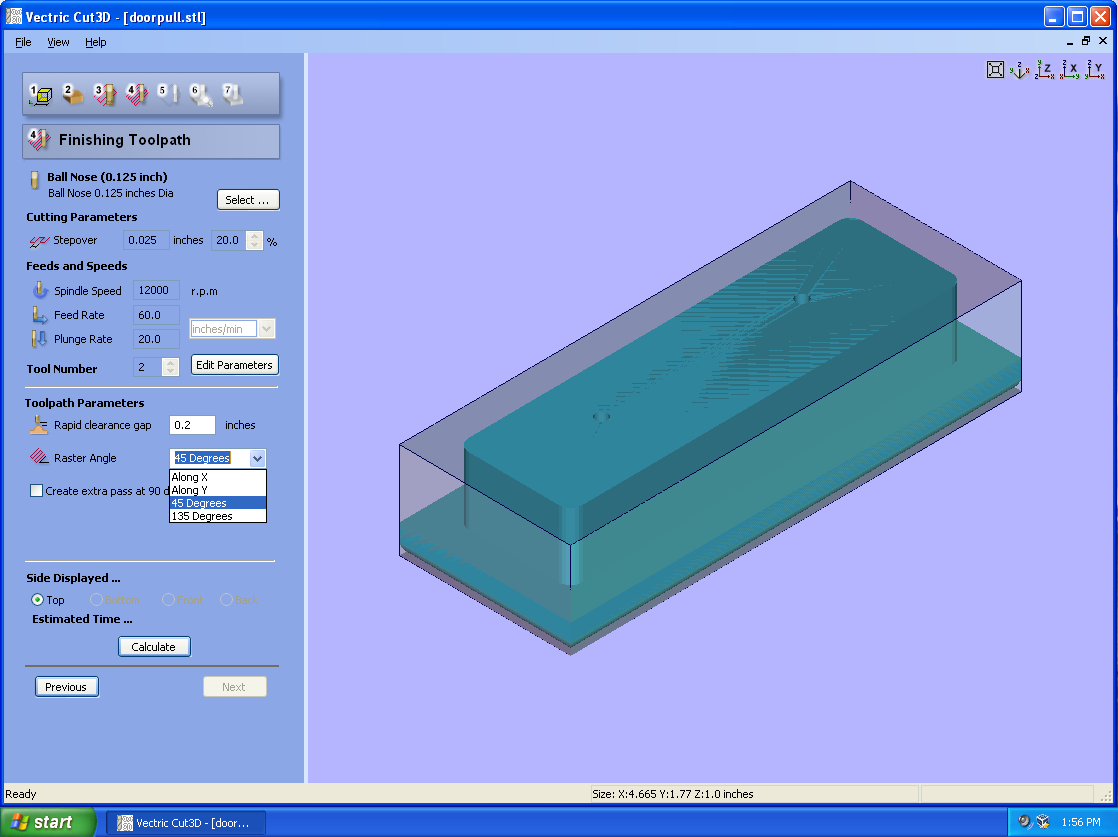 Vectric Cut3D - [doorpull.stl]
File View Help
1 2 3 4 5 6 7
4 Finishing Toolpath
Z X Y
Ball Nose (0.125 inch)
Ball Nose 0.125 inches Dia
Select ...
Cutting Parameters
Stepover 0.025 inches 20.0 %
Feeds and Speeds
Spindle Speed 12000 r.p.m
Feed Rate 60.0
inches/min
Plunge Rate 20.0
Tool Number 2 Edit Parameters
Toolpath Parameters
Rapid clearance gap 0.2 inches
Raster Angle 45 Degrees
Along X
Along Y
45 Degrees
135 Degrees
Create extra pass at 90 d
Side Displayed ...
Top Bottom Front Back
Estimated Time ...
Calculate
Previous Next
Ready Size: X:4.665 Y:1.77 Z:1.0 inches
start Vectric Cut3D - [door... 1:56 PM